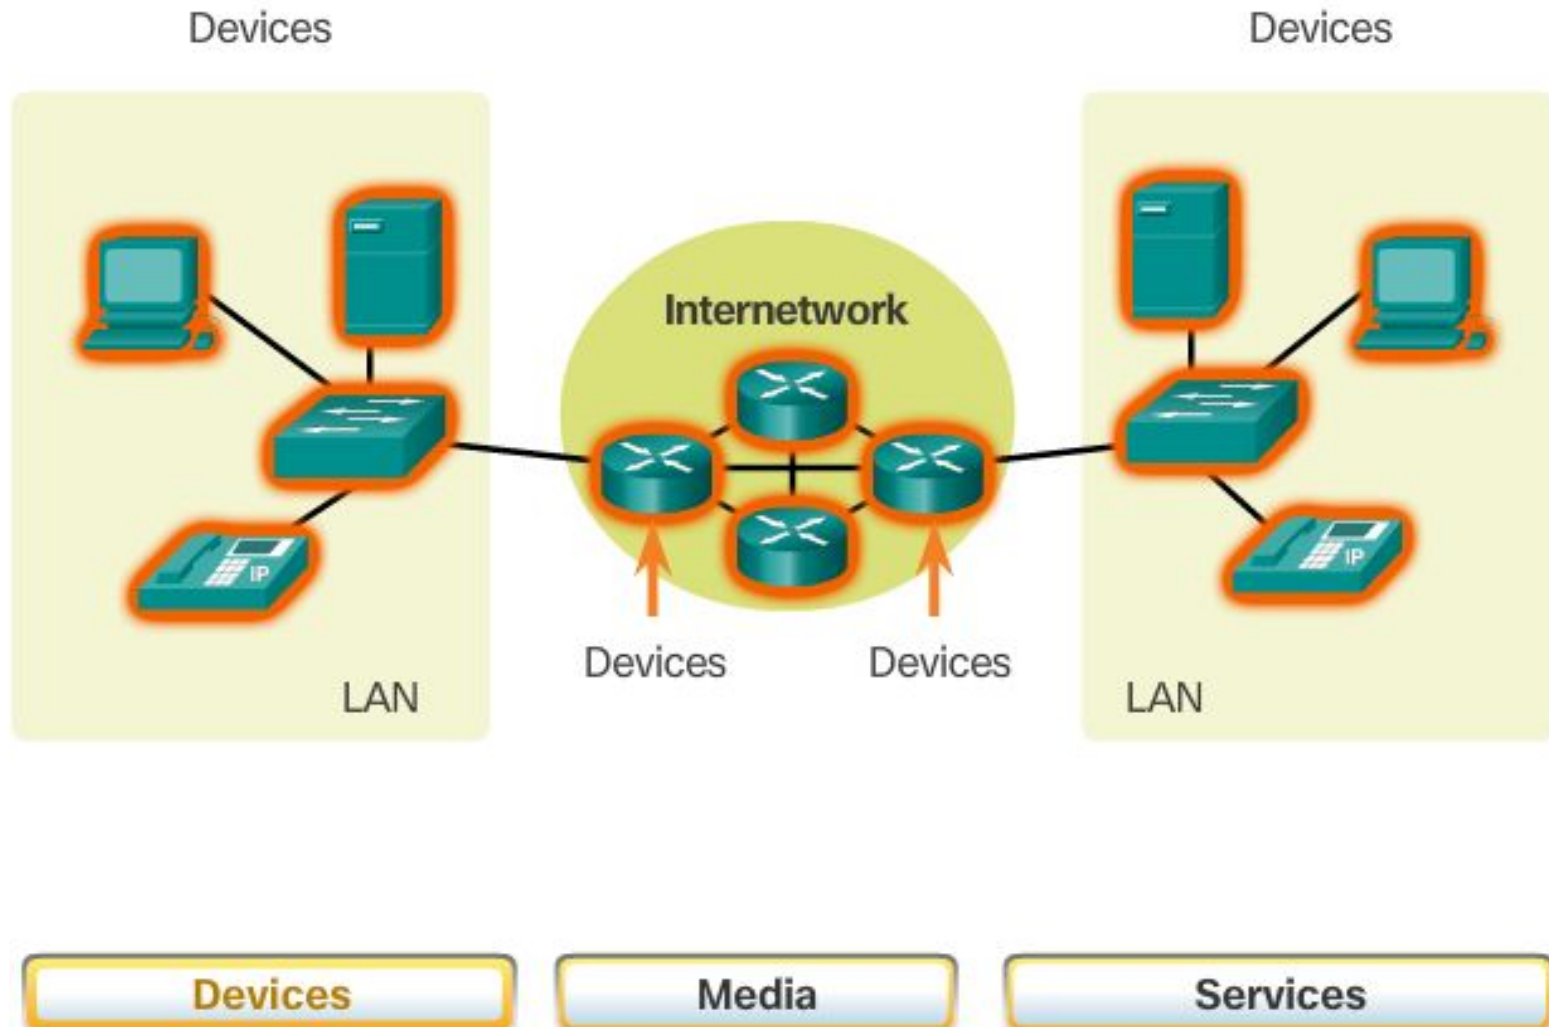 Devices
Devices
Internetwork
IP
IP
Devices
Devices
LAN
LAN
Devices
Media
Services